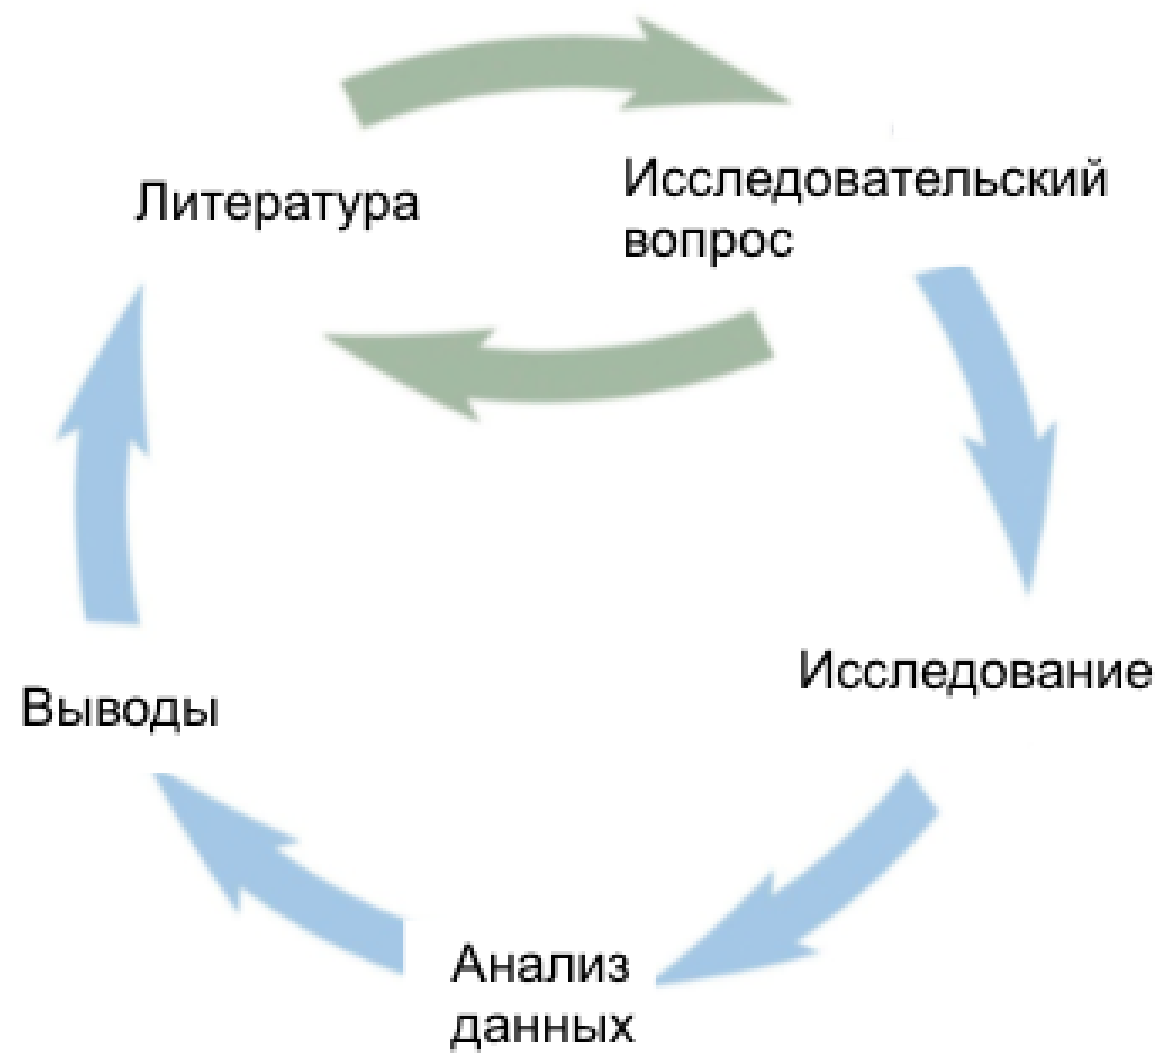 Литература
Исследовательский
вопрос
Исследование
Выводы
Анализ
данных